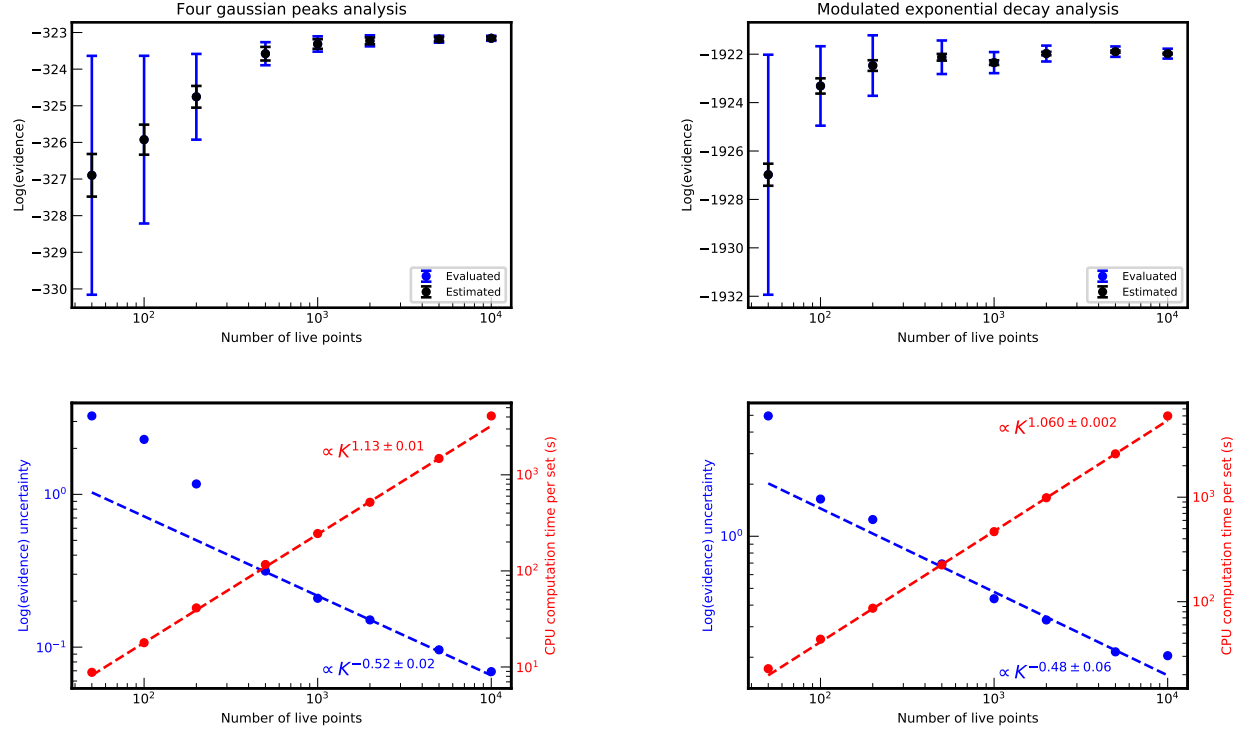 Four gaussian peaks analysis
−323
−324
−325
−326
−327
−328
−329
−330
Log(evidence)
Evaluated
Estimated
10²
10³
10⁴
Number of live points
Modulated exponential decay analysis
−1922
−1924
−1926
−1928
−1930
−1932
Log(evidence)
Evaluated
Estimated
10²
10³
10⁴
Number of live points
10⁰
10⁻¹
Log(evidence) uncertainty
∝ K^1.13 ± 0.01
∝ K^−0.52 ± 0.02
10³
10²
10¹
CPU computation time per set (s)
10²
10³
10⁴
Number of live points
10⁰
Log(evidence) uncertainty
∝ K^1.060 ± 0.002
∝ K^−0.48 ± 0.06
10³
10²
10¹
CPU computation time per set (s)
10²
10³
10⁴
Number of live points